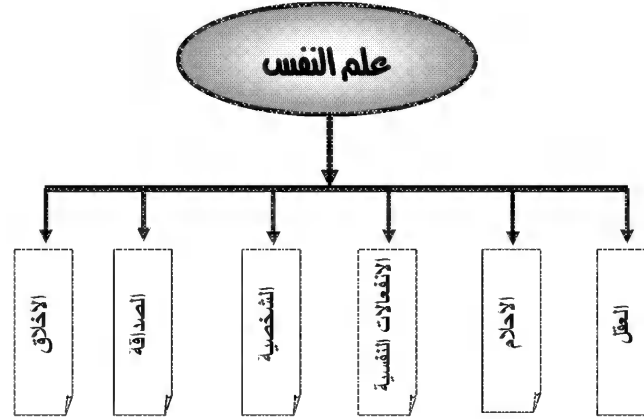 علم النفس
العقل
الاحلام
الانفعالات النفسية
الشخصية
الصداقة
الاخلاق